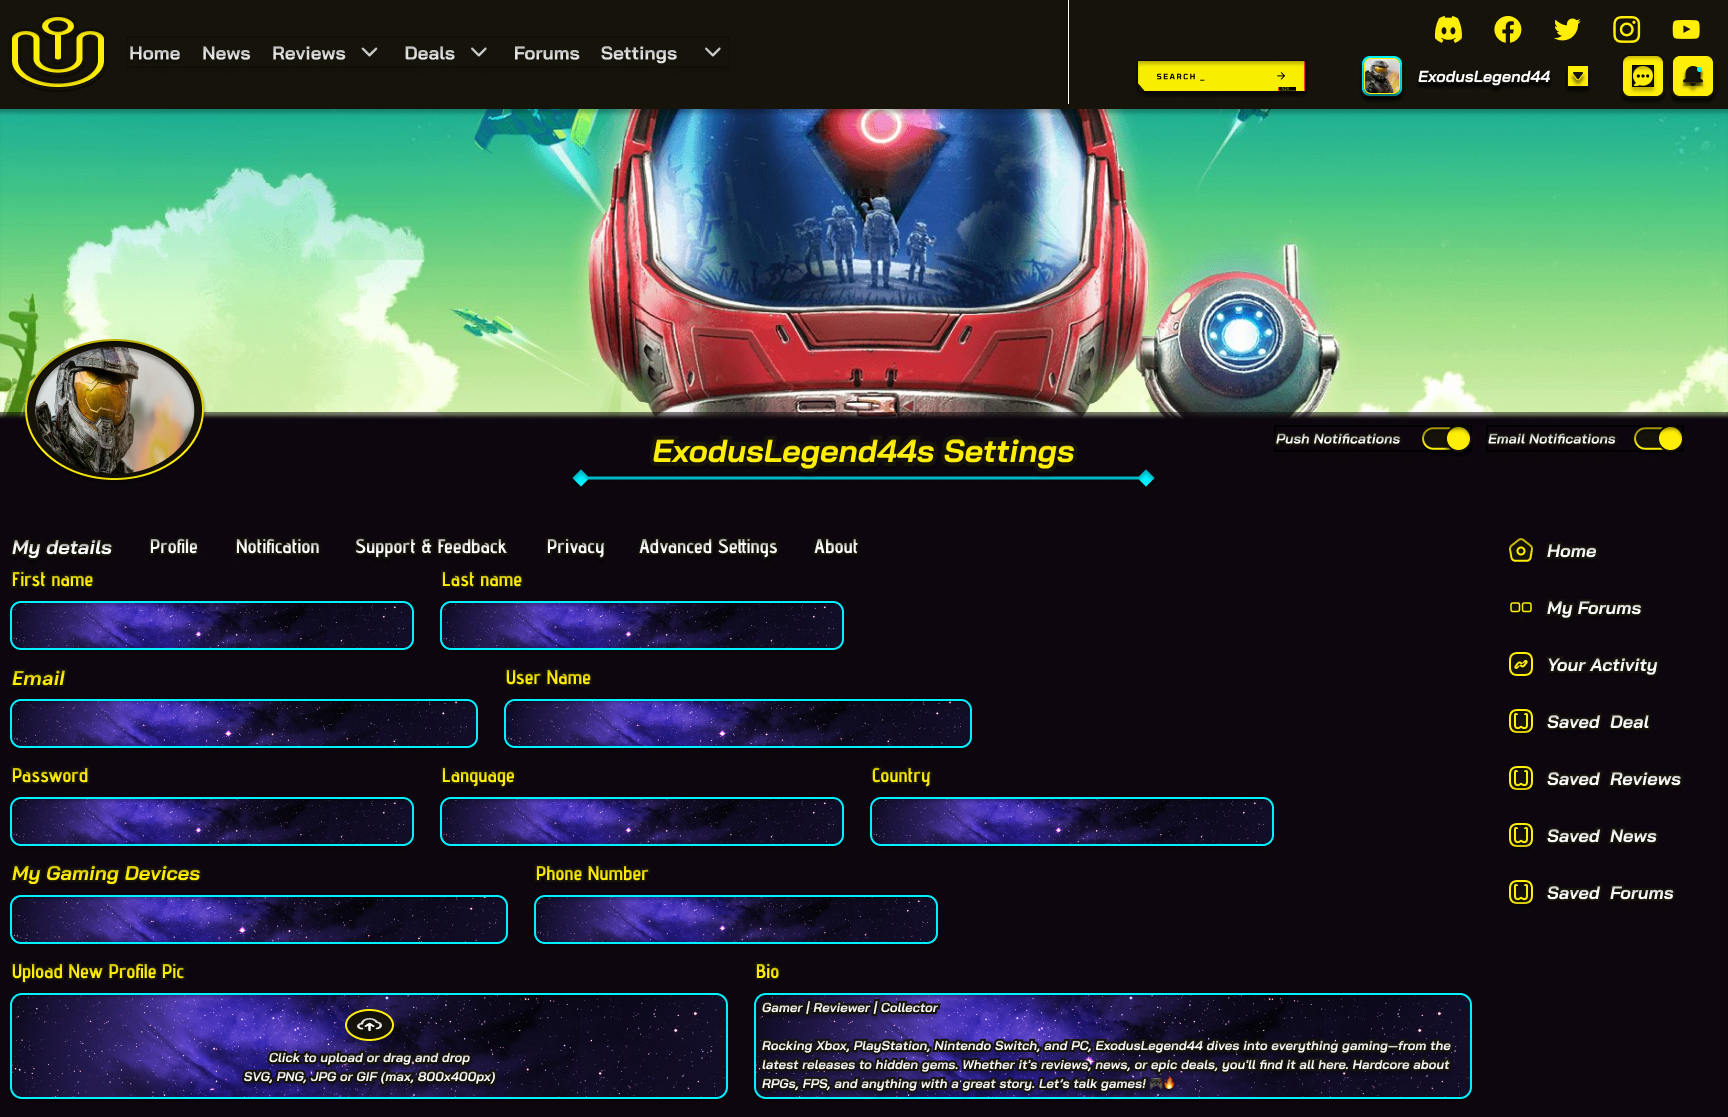 Home News Reviews Deals Forums Settings
SEARCH _
ExodusLegend44
ExodusLegend44s Settings
Push Notifications
Email Notifications
My details Profile Notification Support & Feedback Privacy Advanced Settings About
First name Last name
Email User Name
Password Language Country
My Gaming Devices Phone Number
Upload New Profile Pic
Click to upload or drag and drop
SVG, PNG, JPG or GIF (max, 800x400px)
Bio
Gamer | Reviewer | Collector
Rocking Xbox, PlayStation, Nintendo Switch, and PC, ExodusLegend44 dives into everything gaming—from the
latest releases to hidden gems. Whether it's reviews, news, or epic deals, you'll find it all here. Hardcore about
RPGs, FPS, and anything with a great story. Let's talk games! 🎮🔥
Home
My Forums
Your Activity
Saved Deal
Saved Reviews
Saved News
Saved Forums